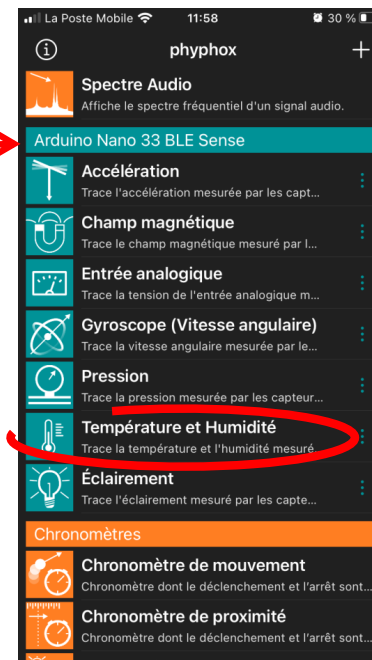 La Poste Mobile 11:58 30 %
phyphox
Spectre Audio
Affiche le spectre fréquentiel d'un signal audio.
Arduino Nano 33 BLE Sense
Accélération
Trace l'accélération mesurée par les capt...
Champ magnétique
Trace le champ magnétique mesuré par l...
Entrée analogique
Trace la tension de l'entrée analogique m...
Gyroscope (Vitesse angulaire)
Trace la vitesse angulaire mesurée par le...
Pression
Trace la pression mesurée par les capteur...
Température et Humidité
Trace la température et l'humidité mesuré
Éclairement
Trace l'éclairement mesuré par les capte...
Chronomètres
Chronomètre de mouvement
Chronomètre dont le déclenchement et l'arrêt sont...
Chronomètre de proximité
Chronomètre dont le déclenchement et l'arrêt sont...